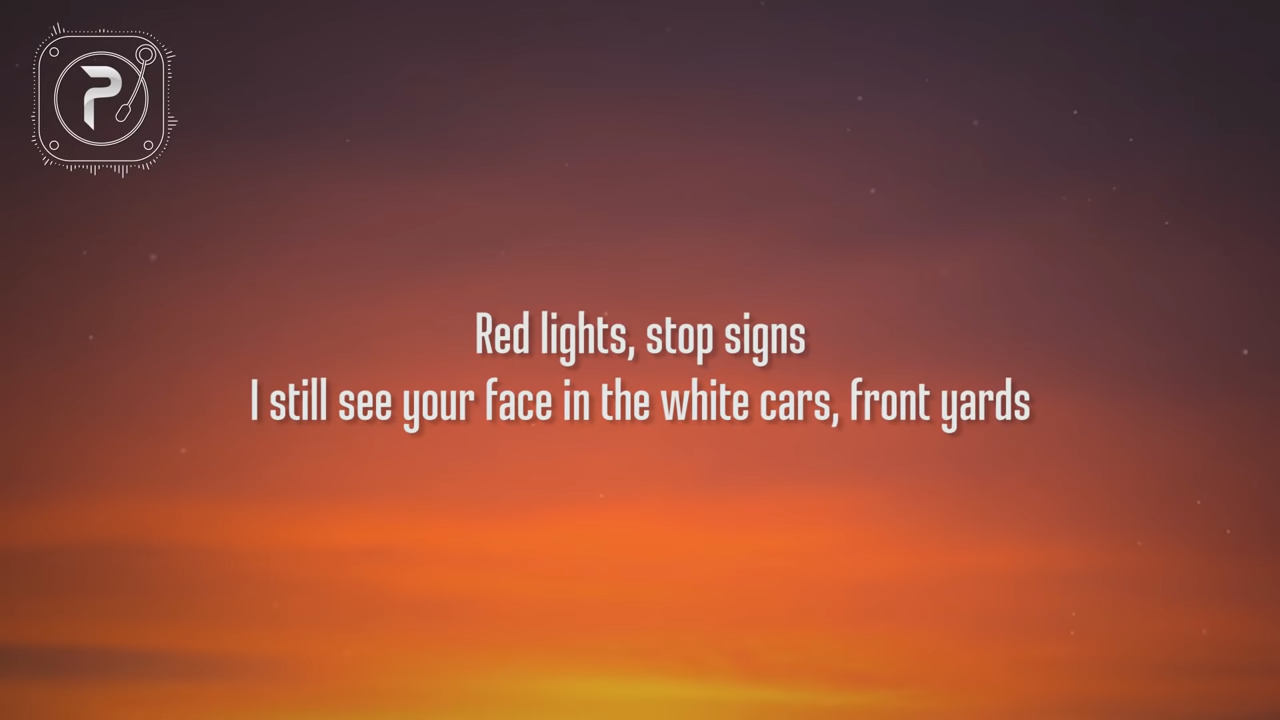 Red lights, stop signs
I still see your face in the white cars, front yards